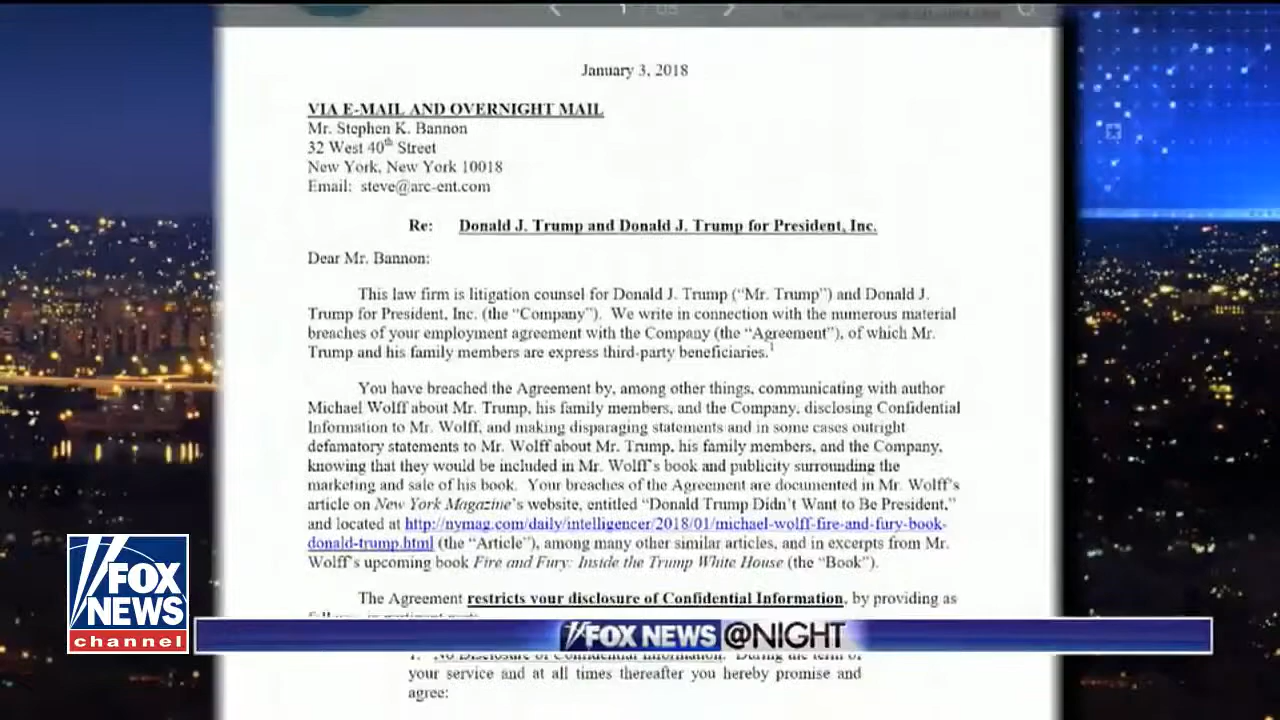 January 3, 2018
VIA E-MAIL AND OVERNIGHT MAIL
Mr. Stephen K. Bannon
32 West 40th Street
New York, New York 10018
Email: steve@arc-ent.com
Re: Donald J. Trump and Donald J. Trump for President, Inc.
Dear Mr. Bannon:
This law firm is litigation counsel for Donald J. Trump (“Mr. Trump”) and Donald J.
Trump for President, Inc. (the “Company”). We write in connection with the numerous material
breaches of your employment agreement with the Company (the “Agreement”), of which Mr.
Trump and his family members are express third-party beneficiaries.1
You have breached the Agreement by, among other things, communicating with author
Michael Wolff about Mr. Trump, his family members, and the Company, disclosing Confidential
Information to Mr. Wolff, and making disparaging statements and in some cases outright
defamatory statements to Mr. Wolff about Mr. Trump, his family members, and the Company,
knowing that they would be included in Mr. Wolff’s book and publicity surrounding the
marketing and sale of his book. Your breaches of the Agreement are documented in Mr. Wolff’s
article on New York Magazine’s website, entitled “Donald Trump Didn’t Want to Be President,”
and located at http://nymag.com/daily/intelligencer/2018/01/michael-wolff-fire-and-fury-book-
donald-trump.html (the “Article”), among many other similar articles, and in excerpts from Mr.
Wolff’s upcoming book Fire and Fury: Inside the Trump White House (the “Book”).
The Agreement restricts your disclosure of Confidential Information, by providing as
FOX NEWS @NIGHT
1. No Disclosure of Confidential Information. During the term of
your service and at all times thereafter you hereby promise and
agree:
FOX
NEWS
channel